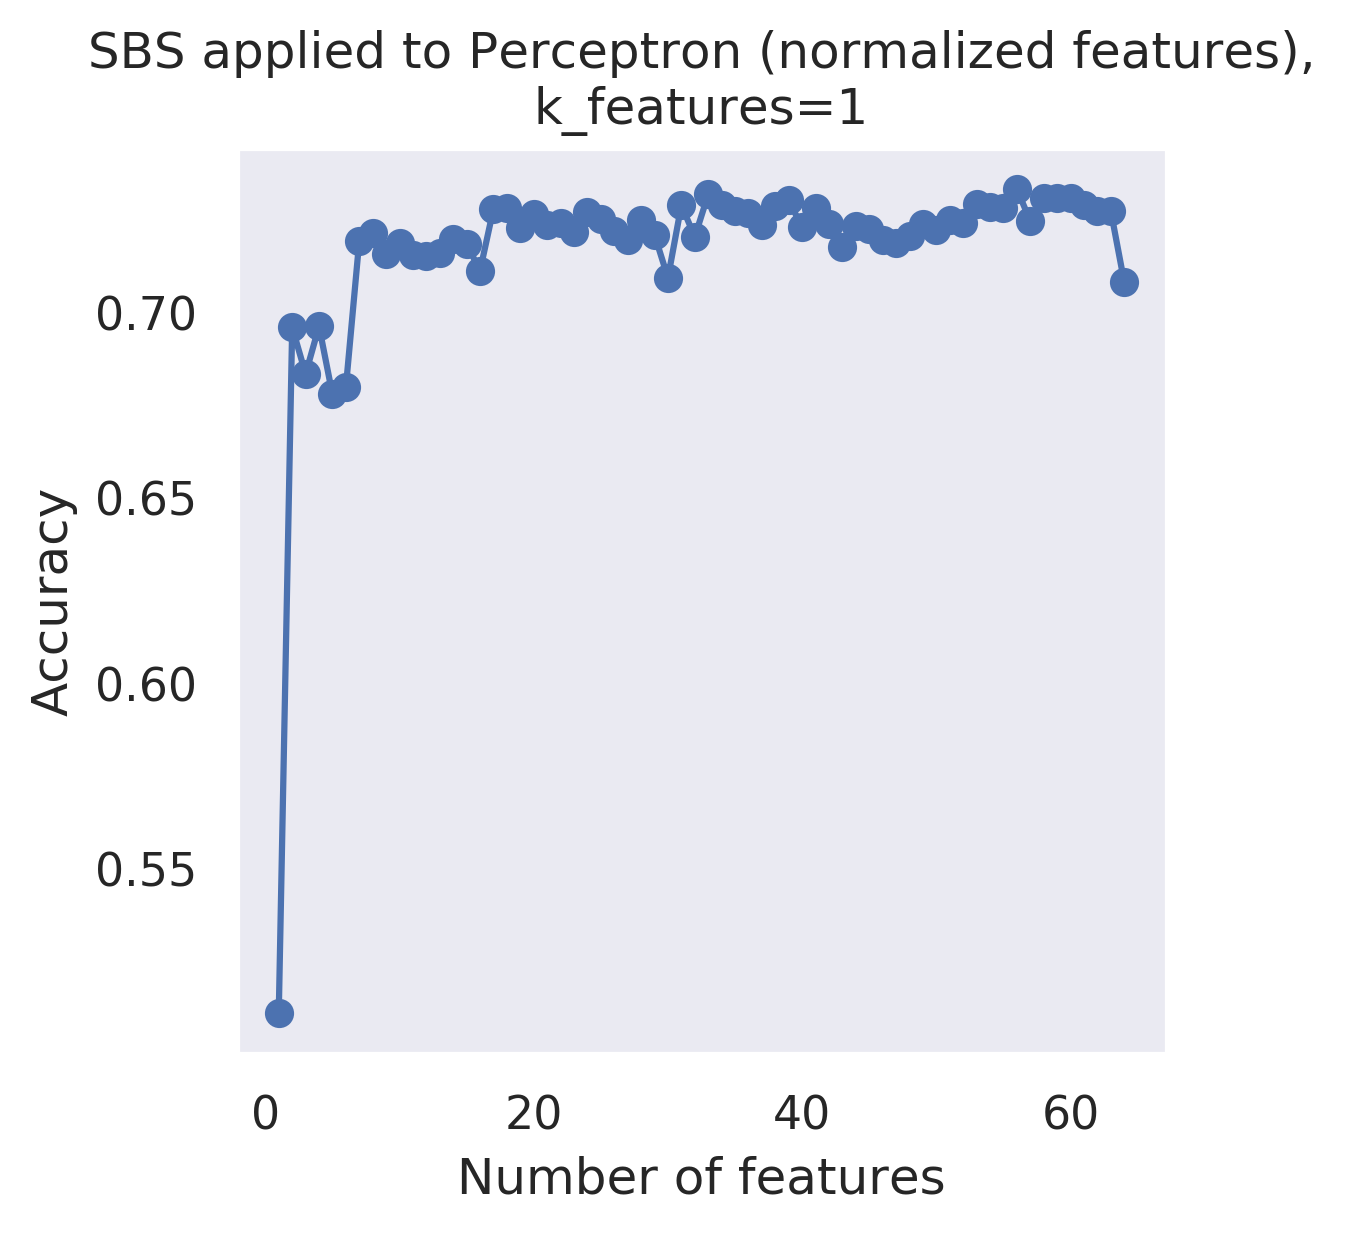 SBS applied to Perceptron (normalized features),
k_features=1
0.70
0.65
0.60
0.55
Accuracy
0 20 40 60
Number of features